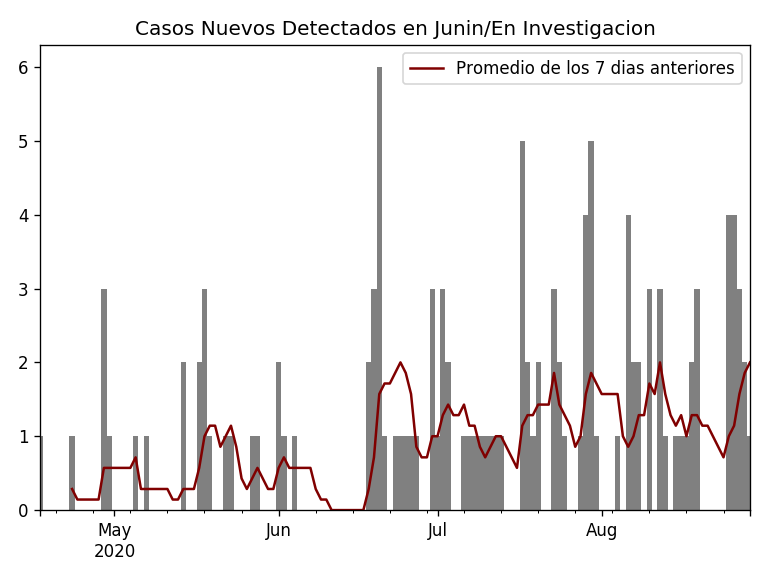 Casos Nuevos Detectados en Junin/En Investigacion
Promedio de los 7 dias anteriores
6
5
4
3
2
1
0
May Jun Jul Aug
2020